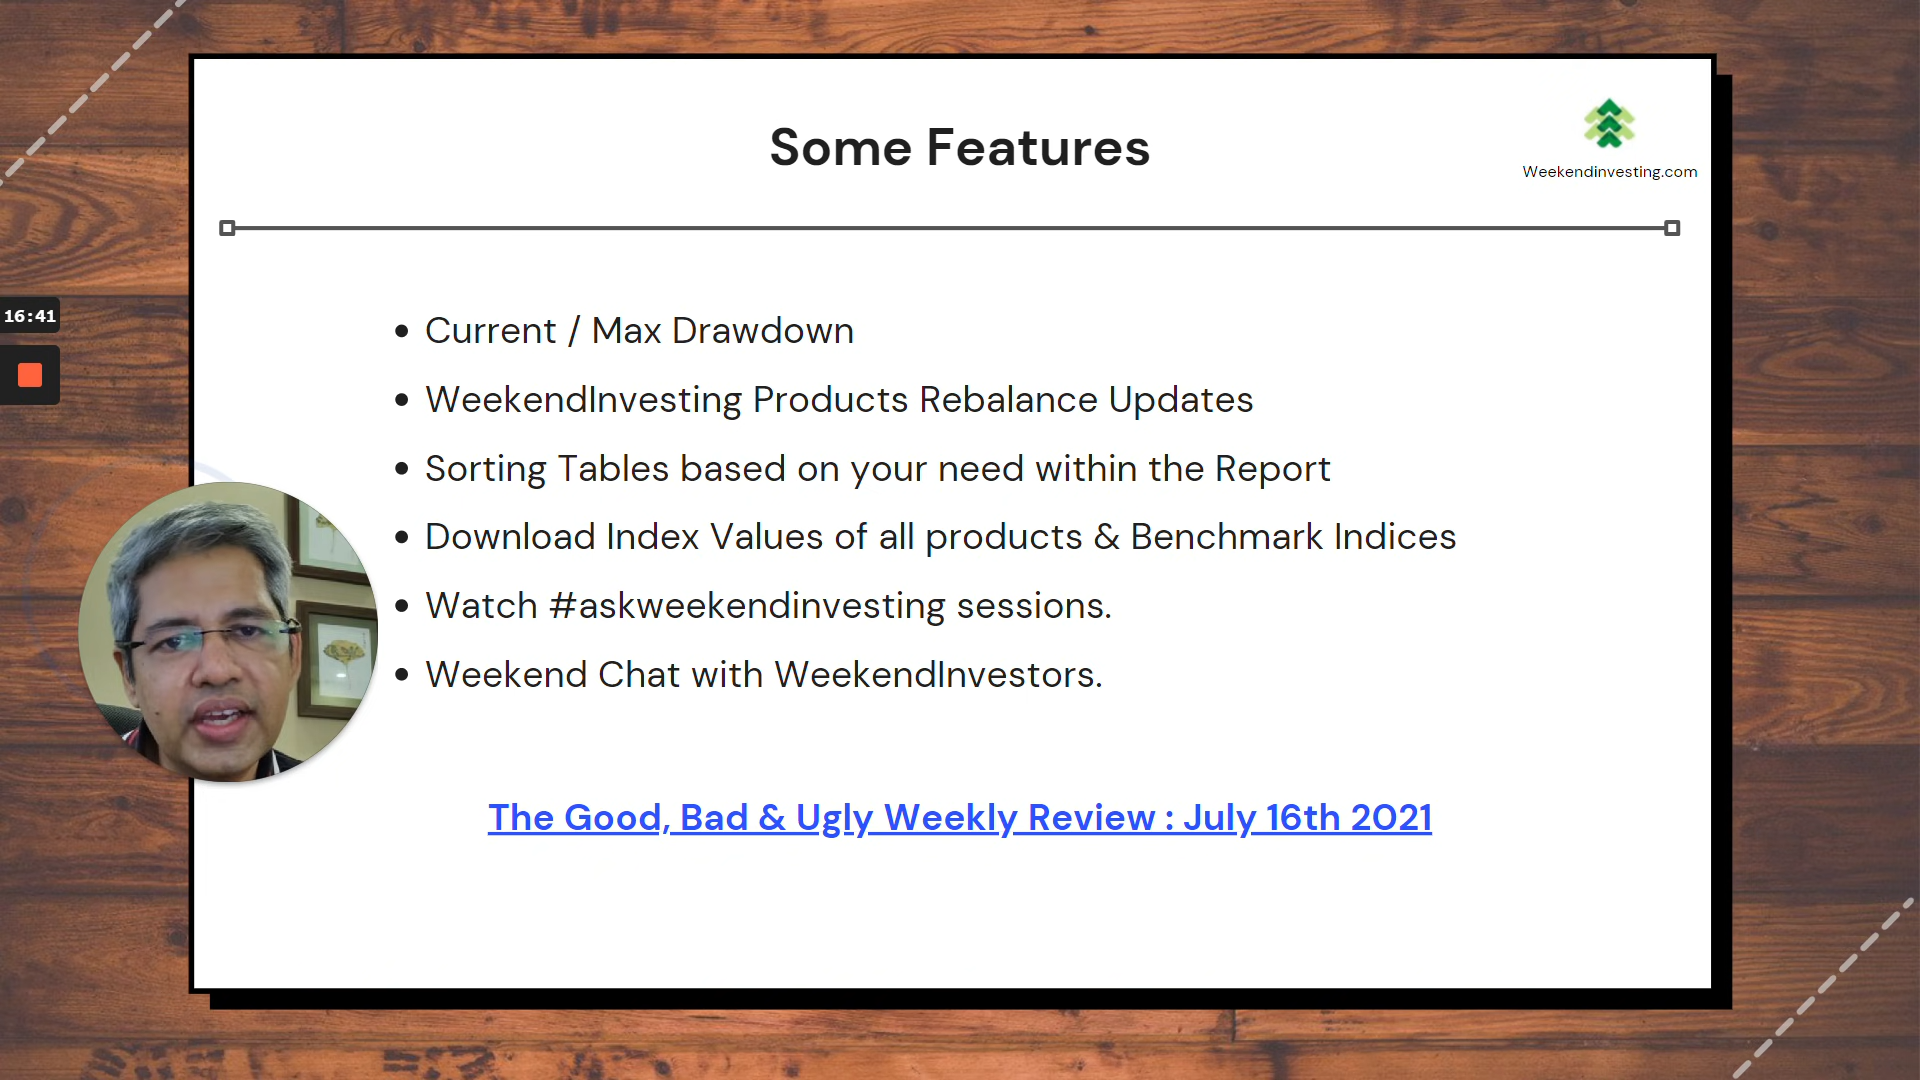 Some Features
Weekendinvesting.com
16:41
Current / Max Drawdown
WeekendInvesting Products Rebalance Updates
Sorting Tables based on your need within the Report
Download Index Values of all products & Benchmark Indices
Watch #askweekendinvesting sessions.
Weekend Chat with WeekendInvestors.
The Good, Bad & Ugly Weekly Review : July 16th 2021